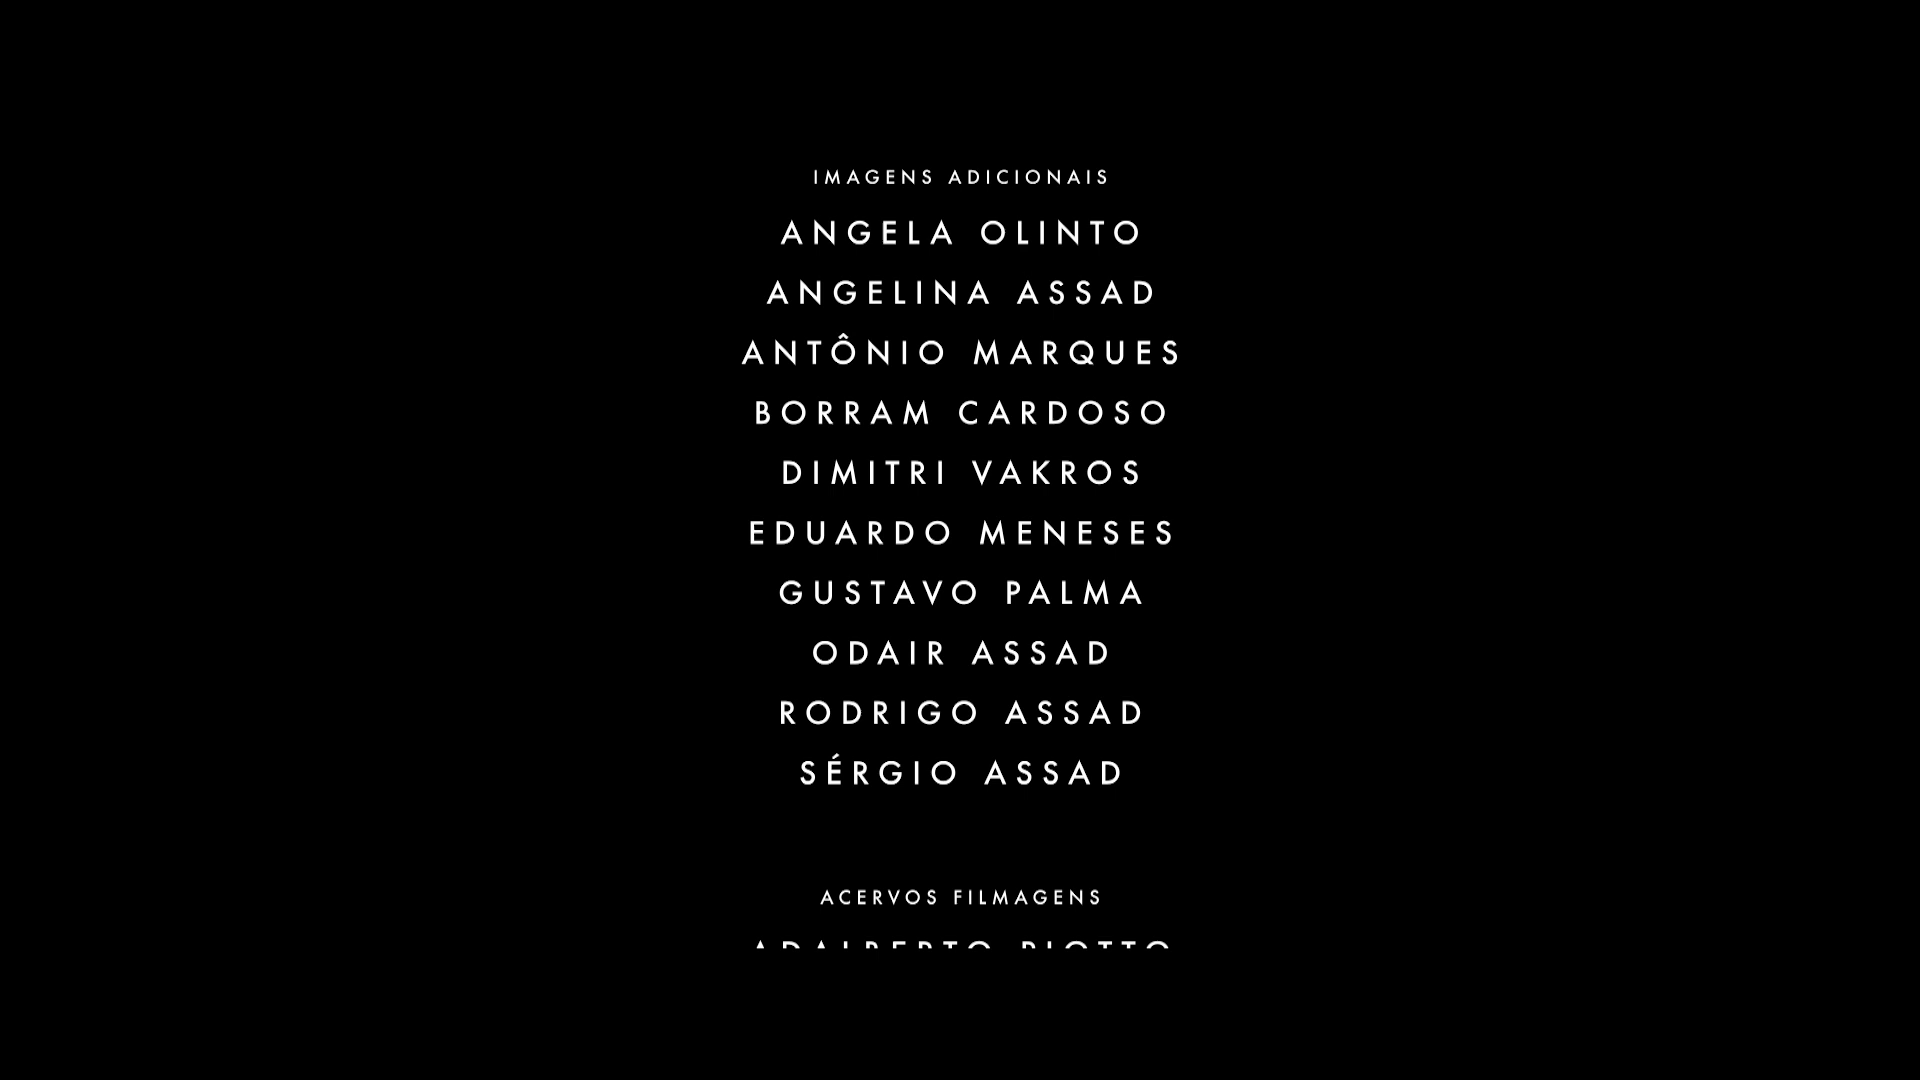 IMAGENS ADICIONAIS
ANGELA OLINTO
ANGELINA ASSAD
ANTÔNIO MARQUES
BORRAM CARDOSO
DIMITRI VAKROS
EDUARDO MENESES
GUSTAVO PALMA
ODAIR ASSAD
RODRIGO ASSAD
SÉRGIO ASSAD
ACERVOS FILMAGENS